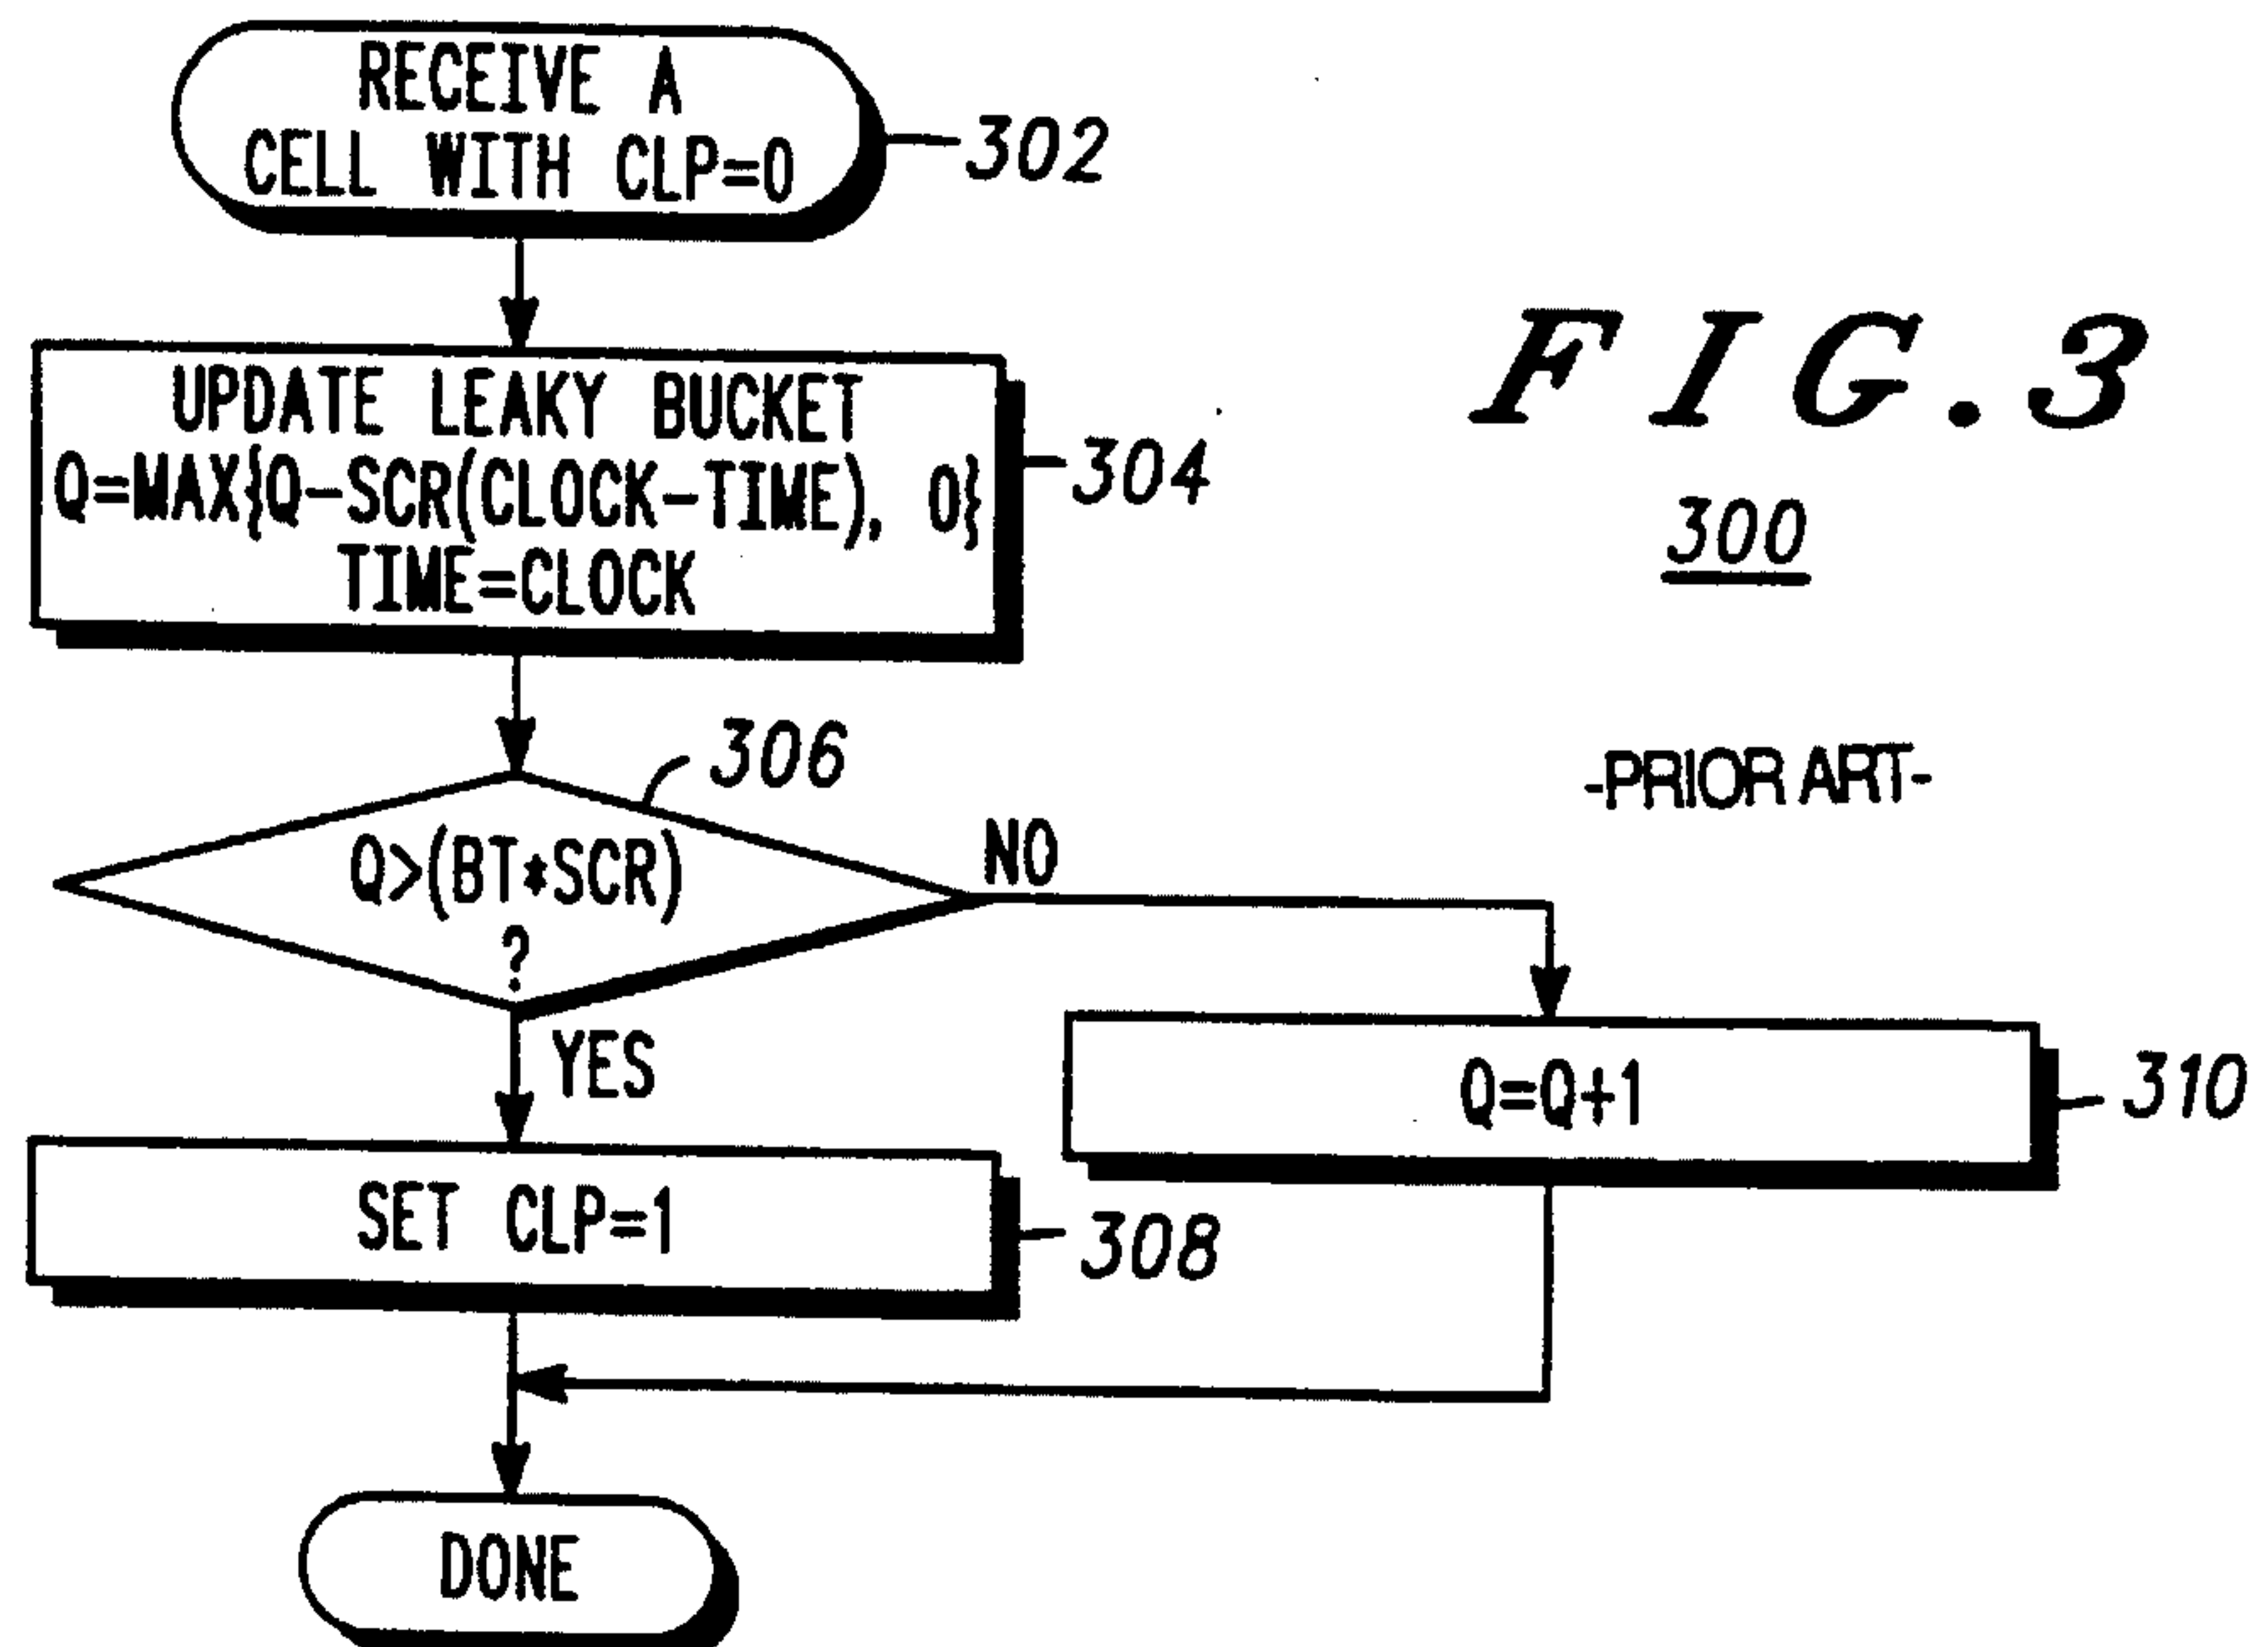 RECEIVE A
CELL WITH CLP=0
302
UPDATE LEAKY BUCKET
Q=MAX{Q-SCR(CLOCK-TIME), 0}
TIME=CLOCK
304
FIG.3
300
-PRIOR ART-
306
Q>(BT*SCR)
?
NO
YES
Q=Q+1
310
SET CLP=1
308
DONE